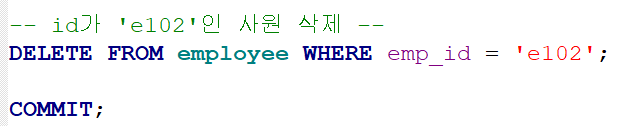 -- id가 'e102'인 사원 삭제 --
DELETE FROM employee WHERE emp_id = 'e102';
COMMIT;